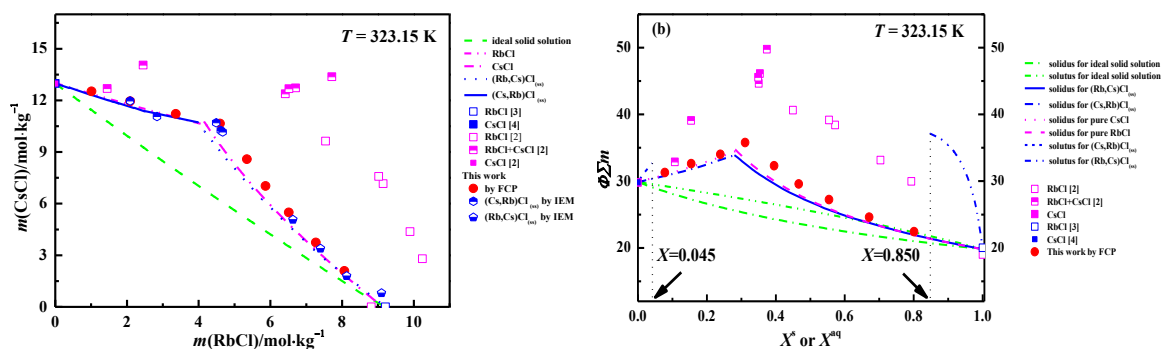 T = 323.15 K
15
12
9
6
3
0
m(CsCl)/mol·kg⁻¹
0
2
4
6
8
10
m(RbCl)/mol·kg⁻¹
ideal solid solution
RbCl
CsCl
(Rb,Cs)Cl(ss)
(Cs,Rb)Cl(ss)
RbCl [3]
CsCl [4]
RbCl [2]
RbCl+CsCl [2]
CsCl [2]
This work
by FCP
(Cs,Rb)Cl(ss) by IEM
(Rb,Cs)Cl(ss) by IEM
(b)
T = 323.15 K
50
40
30
20
ΦΣm
50
40
30
20
10
X=0.045
X=0.850
0.0
0.2
0.4
0.6
0.8
1.0
Xˢ or Xᵃq
solidus for ideal solid solution
solutus for ideal solid solution
solidus for (Rb,Cs)Cl(ss)
solidus for (Cs,Rb)Cl(ss)
solidus for pure CsCl
solidus for pure RbCl
solutus for (Cs,Rb)Cl(ss)
solutus for (Rb,Cs)Cl(ss)
RbCl [2]
RbCl+CsCl [2]
CsCl
RbCl [3]
CsCl [4]
This work by FCP